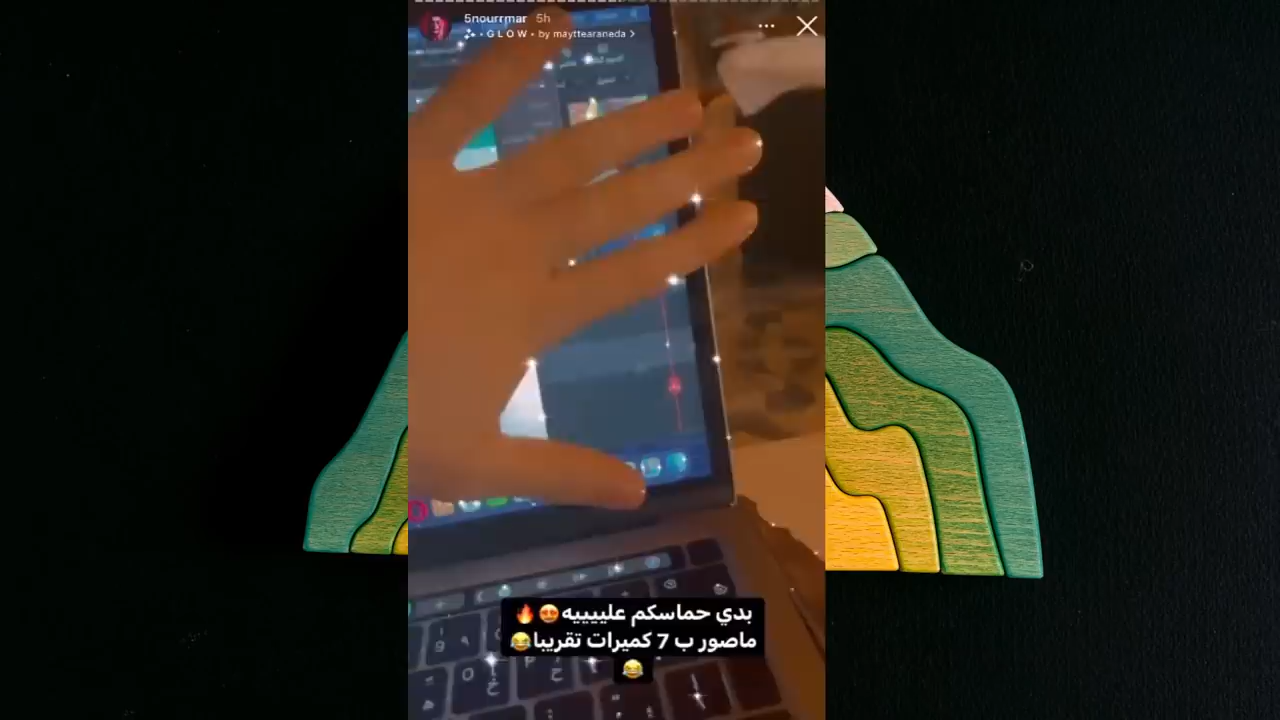 5nourrmar 5h
• G L O W • by mayttearaneda >
بدي حماسكم علييييه😍🔥
ماصور ب 7 كميرات تقريبا😂
😂